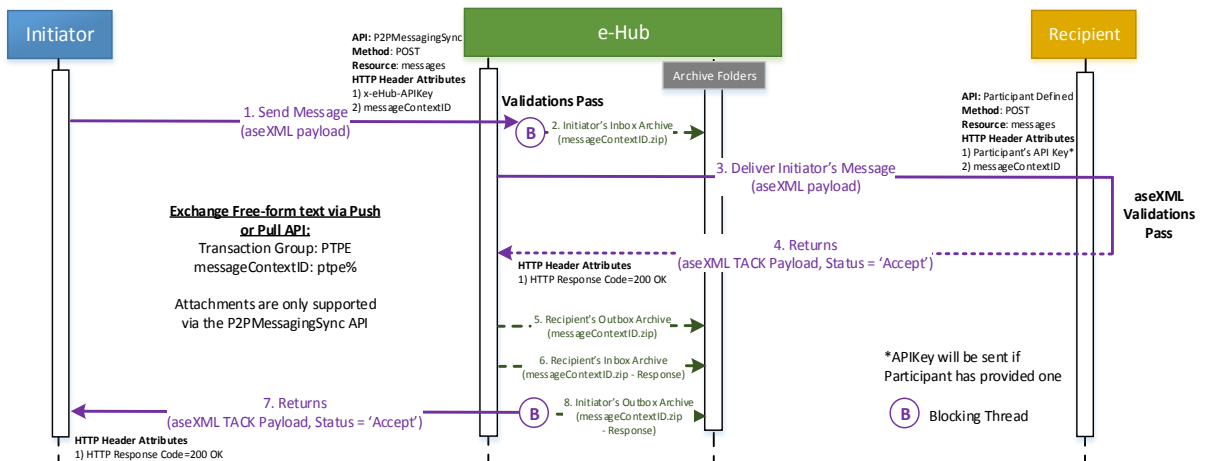 Initiator
e-Hub
Recipient
Archive Folders
API: P2PMessagingSync
Method: POST
Resource: messages
HTTP Header Attributes
1) x-eHub-APIKey
2) messageContextID
1. Send Message
(aseXML payload)
Validations Pass
B
2. Initiator's Inbox Archive
(messageContextID.zip)
API: Participant Defined
Method: POST
Resource: messages
HTTP Header Attributes
1) Participant's API Key*
2) messageContextID
3. Deliver Initiator's Message
(aseXML payload)
aseXML
Validations
Pass
Exchange Free-form text via Push
or Pull API:
Transaction Group: PTPE
messageContextID: ptpe%
Attachments are only supported
via the P2PMessagingSync API
4. Returns
(aseXML TACK Payload, Status = 'Accept')
HTTP Header Attributes
1) HTTP Response Code=200 OK
5. Recipient's Outbox Archive
(messageContextID.zip)
6. Recipient's Inbox Archive
(messageContextID.zip - Response)
*APIKey will be sent if
Participant has provided one
B Blocking Thread
7. Returns
(aseXML TACK Payload, Status = 'Accept')
B
8. Initiator's Outbox Archive
(messageContextID.zip
- Response)
HTTP Header Attributes
1) HTTP Response Code=200 OK